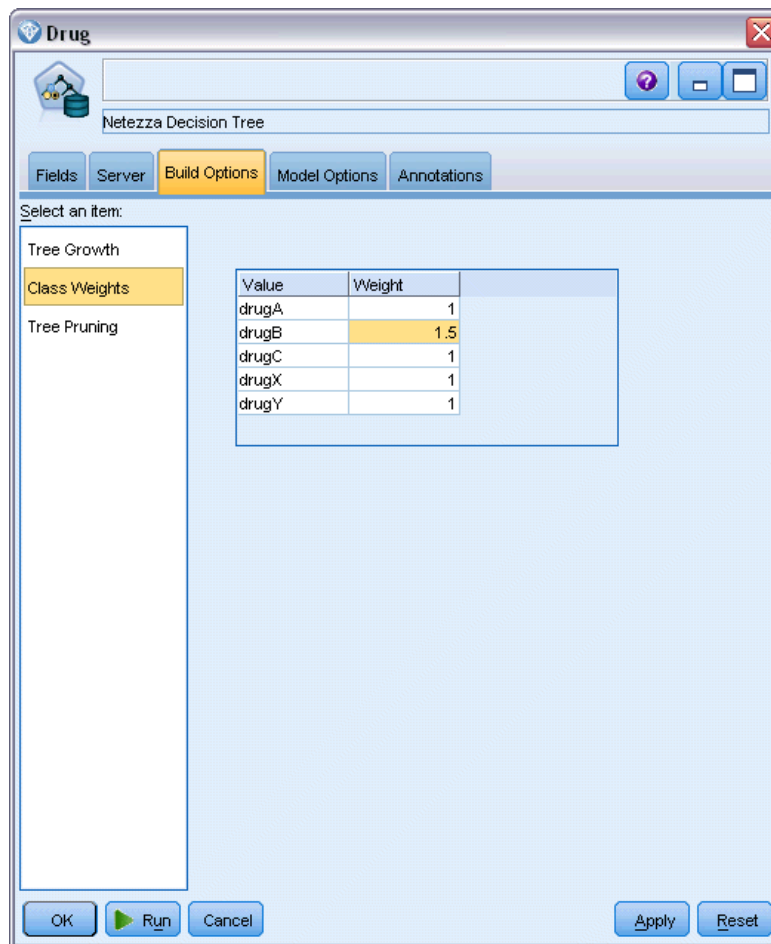 Drug
Netezza Decision Tree
Fields Server Build Options Model Options Annotations
Select an item:
Tree Growth
Class Weights
Tree Pruning
Value Weight
drugA 1
drugB 1.5
drugC 1
drugX 1
drugY 1
OK Run Cancel Apply Reset